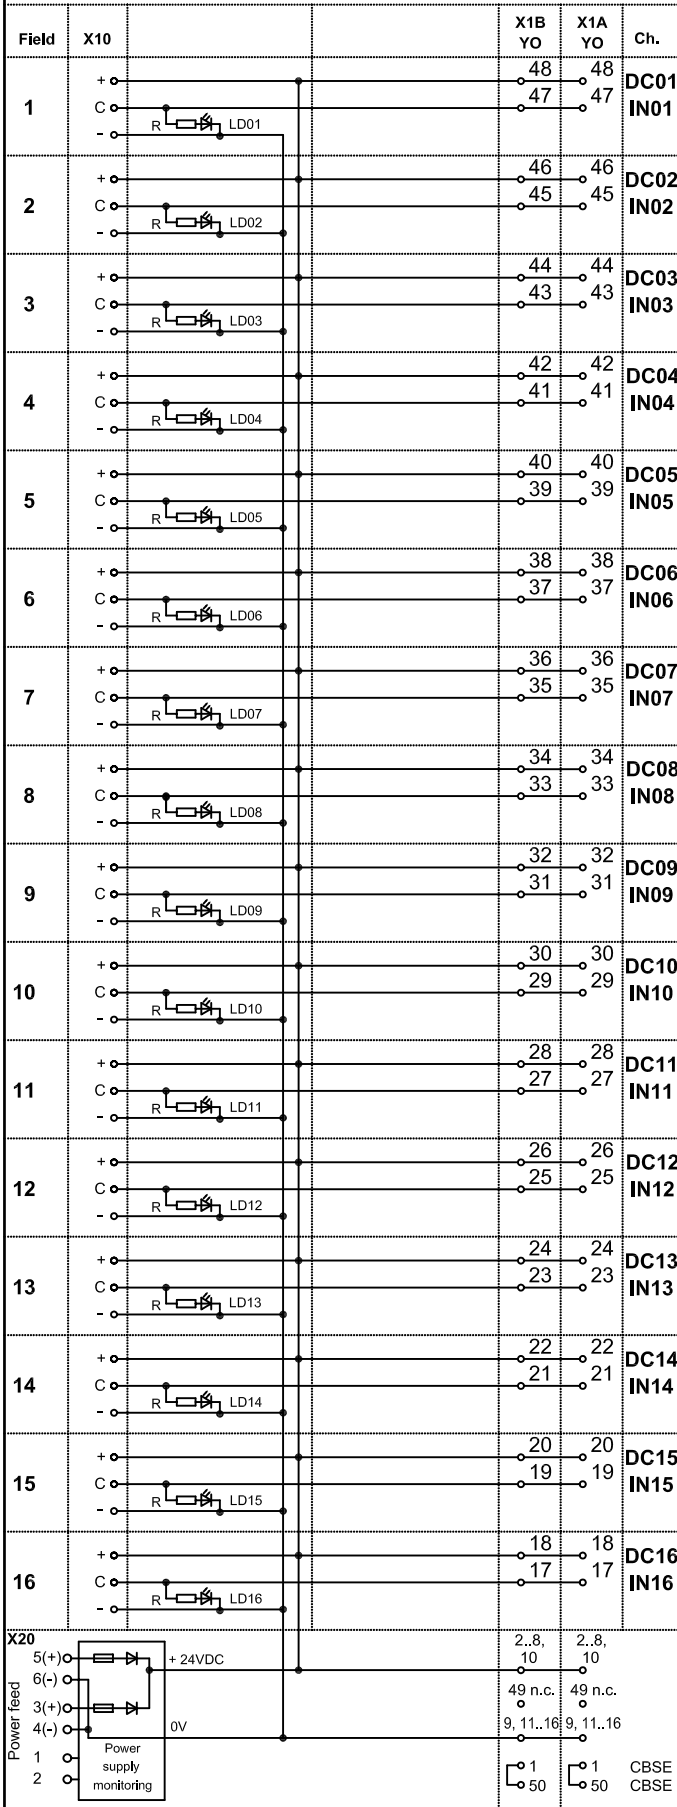 Field X10 X1B YO X1A YO Ch.
+ 48 48 DC01
1 C 47 47 IN01
- R LD01
+ 46 46 DC02
2 C 45 45 IN02
- R LD02
+ 44 44 DC03
3 C 43 43 IN03
- R LD03
+ 42 42 DC04
4 C 41 41 IN04
- R LD04
+ 40 40 DC05
5 C 39 39 IN05
- R LD05
+ 38 38 DC06
6 C 37 37 IN06
- R LD06
+ 36 36 DC07
7 C 35 35 IN07
- R LD07
+ 34 34 DC08
8 C 33 33 IN08
- R LD08
+ 32 32 DC09
9 C 31 31 IN09
- R LD09
+ 30 30 DC10
10 C 29 29 IN10
- R LD10
+ 28 28 DC11
11 C 27 27 IN11
- R LD11
+ 26 26 DC12
12 C 25 25 IN12
- R LD12
+ 24 24 DC13
13 C 23 23 IN13
- R LD13
+ 22 22 DC14
14 C 21 21 IN14
- R LD14
+ 20 20 DC15
15 C 19 19 IN15
- R LD15
+ 18 18 DC16
16 C 17 17 IN16
- R LD16
X20 2..8, 2..8,
5(+) + 24VDC 10 10
6(-)
49 n.c. 49 n.c.
3(+)
4(-) 0V 9, 11..16 9, 11..16
Power feed
1 1 1 CBSE
2 50 50 CBSE
Power
supply
monitoring